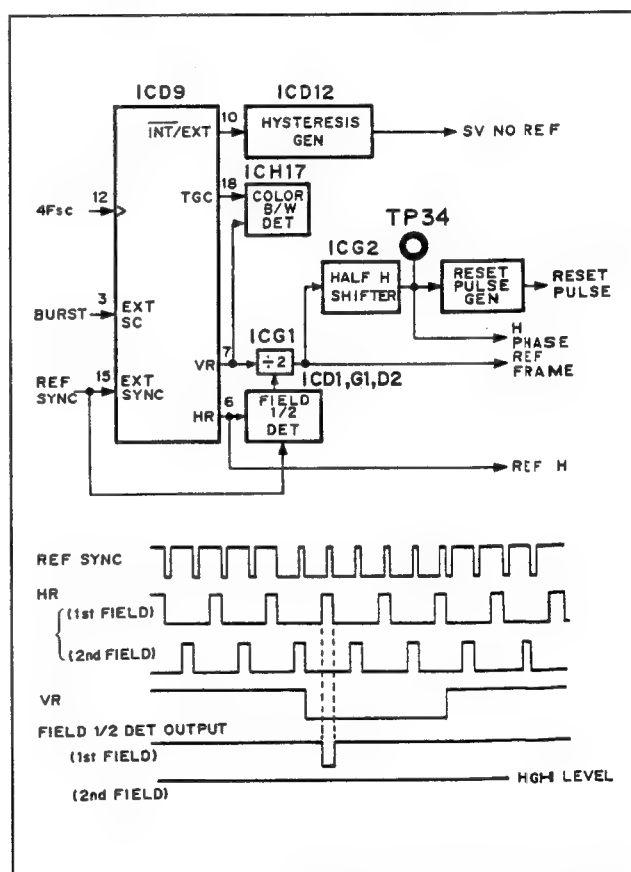 ICD9
ICD12
10
INT/EXT
HYSTERESIS
GEN
SV NO REF
ICH17
18
TGC
COLOR
B/W
DET
12
4Fsc
TP34
ICG2
HALF H
SHIFTER
RESET
PULSE
GEN
RESET
PULSE
3
BURST
EXT
SC
ICG1
H
PHASE
7
VR
÷2
REF
FRAME
ICD1,G1,D2
REF
SYNC
15
EXT
SYNC
6
HR
FIELD
1/2
DET
REF H
REF SYNC
HR
(1st FIELD)
(2nd FIELD)
VR
FIELD 1/2 DET OUTPUT
(1st FIELD)
HGHI LEVEL
(2nd FIELD)